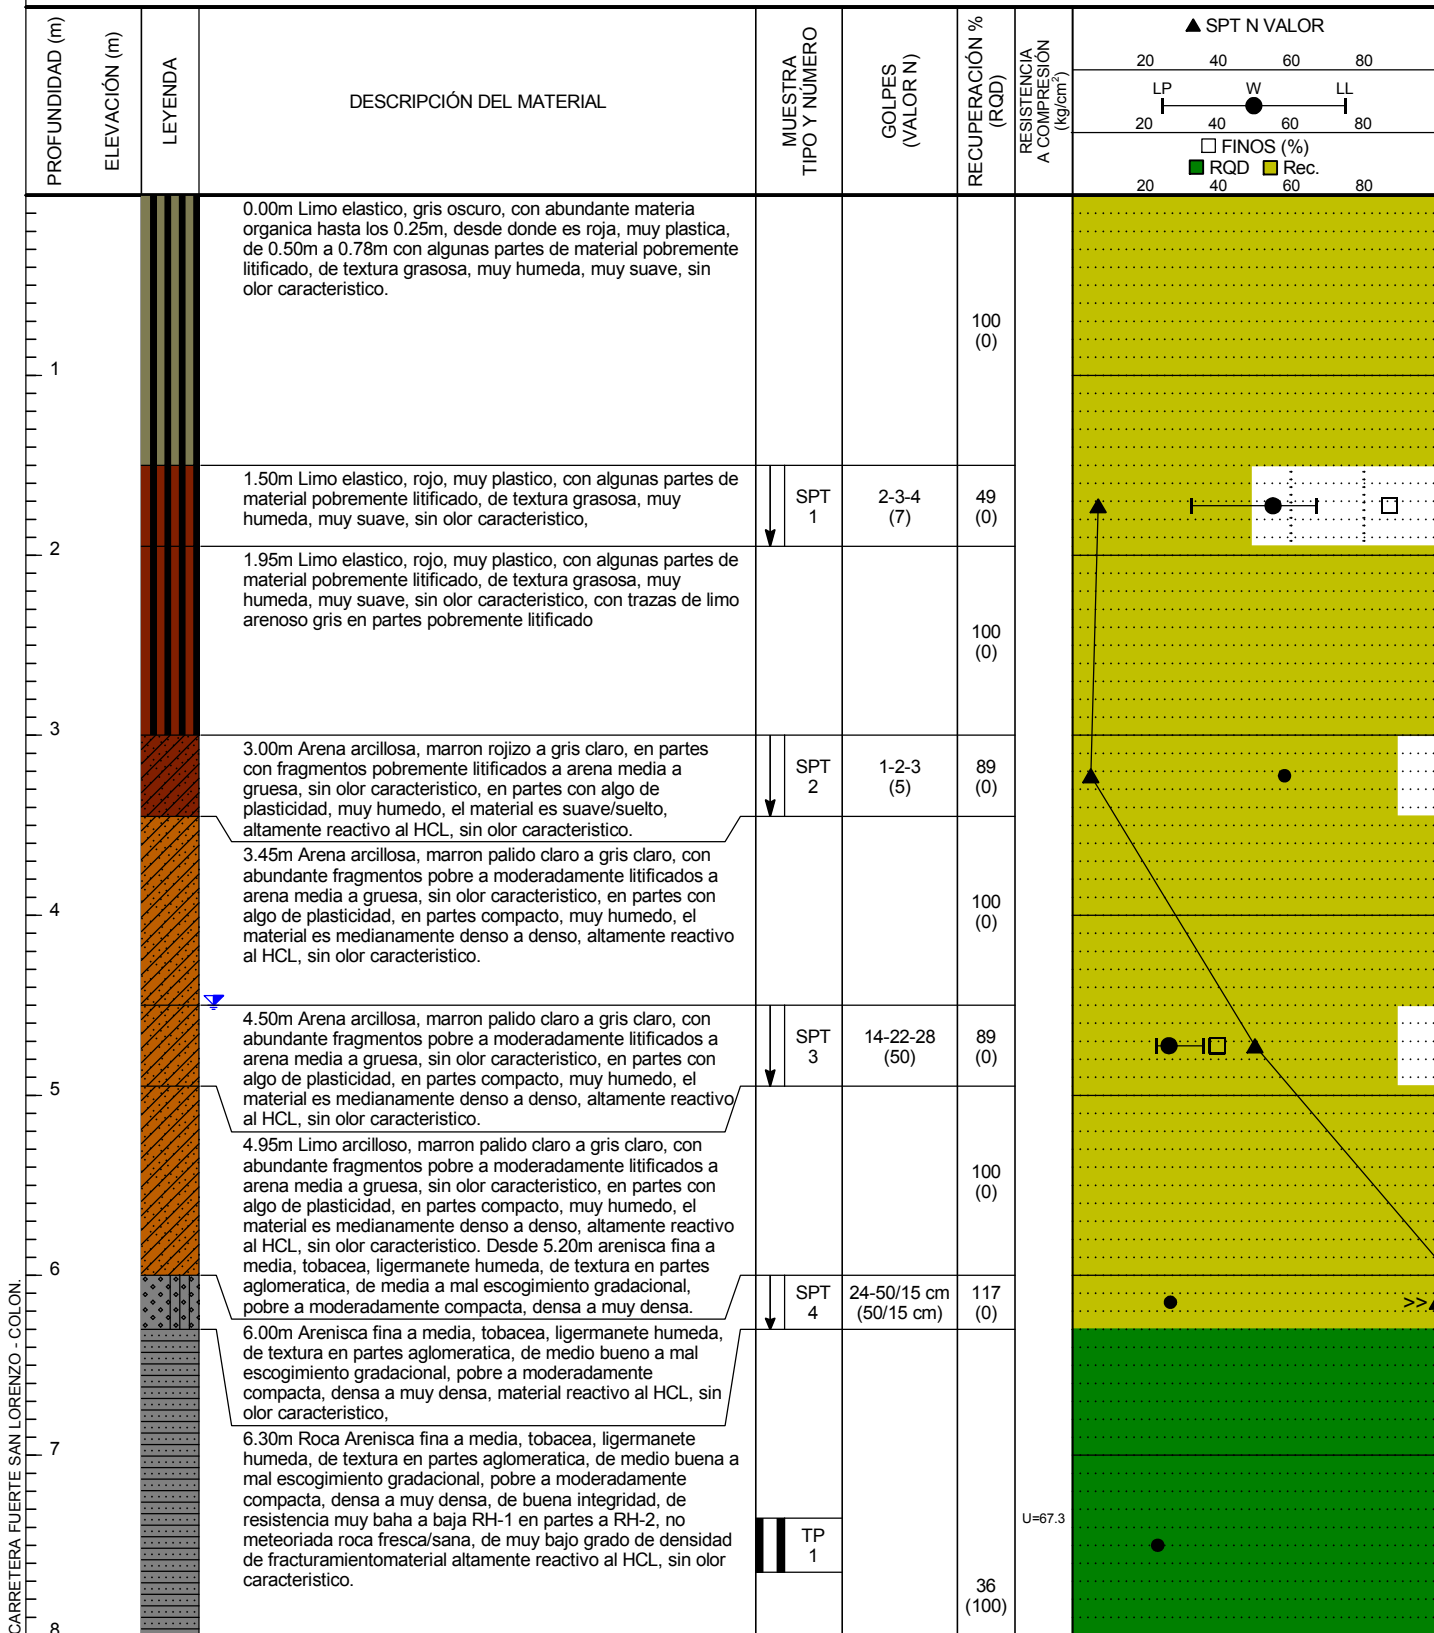 PROFUNDIDAD (m)
ELEVACIÓN (m)
LEYENDA
DESCRIPCIÓN DEL MATERIAL
MUESTRA
TIPO Y NÚMERO
GOLPES
(VALOR N)
RECUPERACIÓN %
(RQD)
RESISTENCIA
A COMPRESIÓN
(kg/cm²)
SPT N VALOR
20 40 60 80
LP W LL
20 40 60 80
FINOS (%)
RQD Rec.
20 40 60 80
0.00m Limo elastico, gris oscuro, con abundante materia
organica hasta los 0.25m, desde donde es roja, muy plastica,
de 0.50m a 0.78m con algunas partes de material pobremente
litificado, de textura grasosa, muy humeda, muy suave, sin
olor caracteristico.
100
(0)
1
1.50m Limo elastico, rojo, muy plastico, con algunas partes de
material pobremente litificado, de textura grasosa, muy
humeda, muy suave, sin olor caracteristico,
SPT
1
2-3-4
(7)
49
(0)
2
1.95m Limo elastico, rojo, muy plastico, con algunas partes de
material pobremente litificado, de textura grasosa, muy
humeda, muy suave, sin olor caracteristico, con trazas de limo
arenoso gris en partes pobremente litificado
100
(0)
3
3.00m Arena arcillosa, marron rojizo a gris claro, en partes
con fragmentos pobremente litificados a arena media a
gruesa, sin olor caracteristico, en partes con algo de
plasticidad, muy humedo, el material es suave/suelto,
altamente reactivo al HCL, sin olor caracteristico.
SPT
2
1-2-3
(5)
89
(0)
3.45m Arena arcillosa, marron palido claro a gris claro, con
abundante fragmentos pobre a moderadamente litificados a
arena media a gruesa, sin olor caracteristico, en partes con
algo de plasticidad, en partes compacto, muy humedo, el
material es medianamente denso a denso, altamente reactivo
al HCL, sin olor caracteristico.
100
(0)
4
4.50m Arena arcillosa, marron palido claro a gris claro, con
abundante fragmentos pobre a moderadamente litificados a
arena media a gruesa, sin olor caracteristico, en partes con
algo de plasticidad, en partes compacto, muy humedo, el
material es medianamente denso a denso, altamente reactivo
al HCL, sin olor caracteristico.
SPT
3
14-22-28
(50)
89
(0)
5
4.95m Limo arcilloso, marron palido claro a gris claro, con
abundante fragmentos pobre a moderadamente litificados a
arena media a gruesa, sin olor caracteristico, en partes con
algo de plasticidad, en partes compacto, muy humedo, el
material es medianamente denso a denso, altamente reactivo
al HCL, sin olor caracteristico. Desde 5.20m arenisca fina a
media, tobacea, ligermanete humeda, de textura en partes
aglomeratica, de media a mal escogimiento gradacional,
pobre a moderadamente compacta, densa a muy densa.
100
(0)
6
SPT
4
24-50/15 cm
(50/15 cm)
117
(0)
>>
6.00m Arenisca fina a media, tobacea, ligermanete humeda,
de textura en partes aglomeratica, de medio bueno a mal
escogimiento gradacional, pobre a moderadamente
compacta, densa a muy densa, material reactivo al HCL, sin
olor caracteristico,
6.30m Roca Arenisca fina a media, tobacea, ligermanete
humeda, de textura en partes aglomeratica, de medio buena a
mal escogimiento gradacional, pobre a moderadamente
compacta, densa a muy densa, de buena integridad, de
resistencia muy baha a baja RH-1 en partes a RH-2, no
meteoriada roca fresca/sana, de muy bajo grado de densidad
de fracturamientomaterial altamente reactivo al HCL, sin olor
caracteristico.
7
TP
1
U=67.3
36
(100)
8
CARRETERA FUERTE SAN LORENZO - COLON.